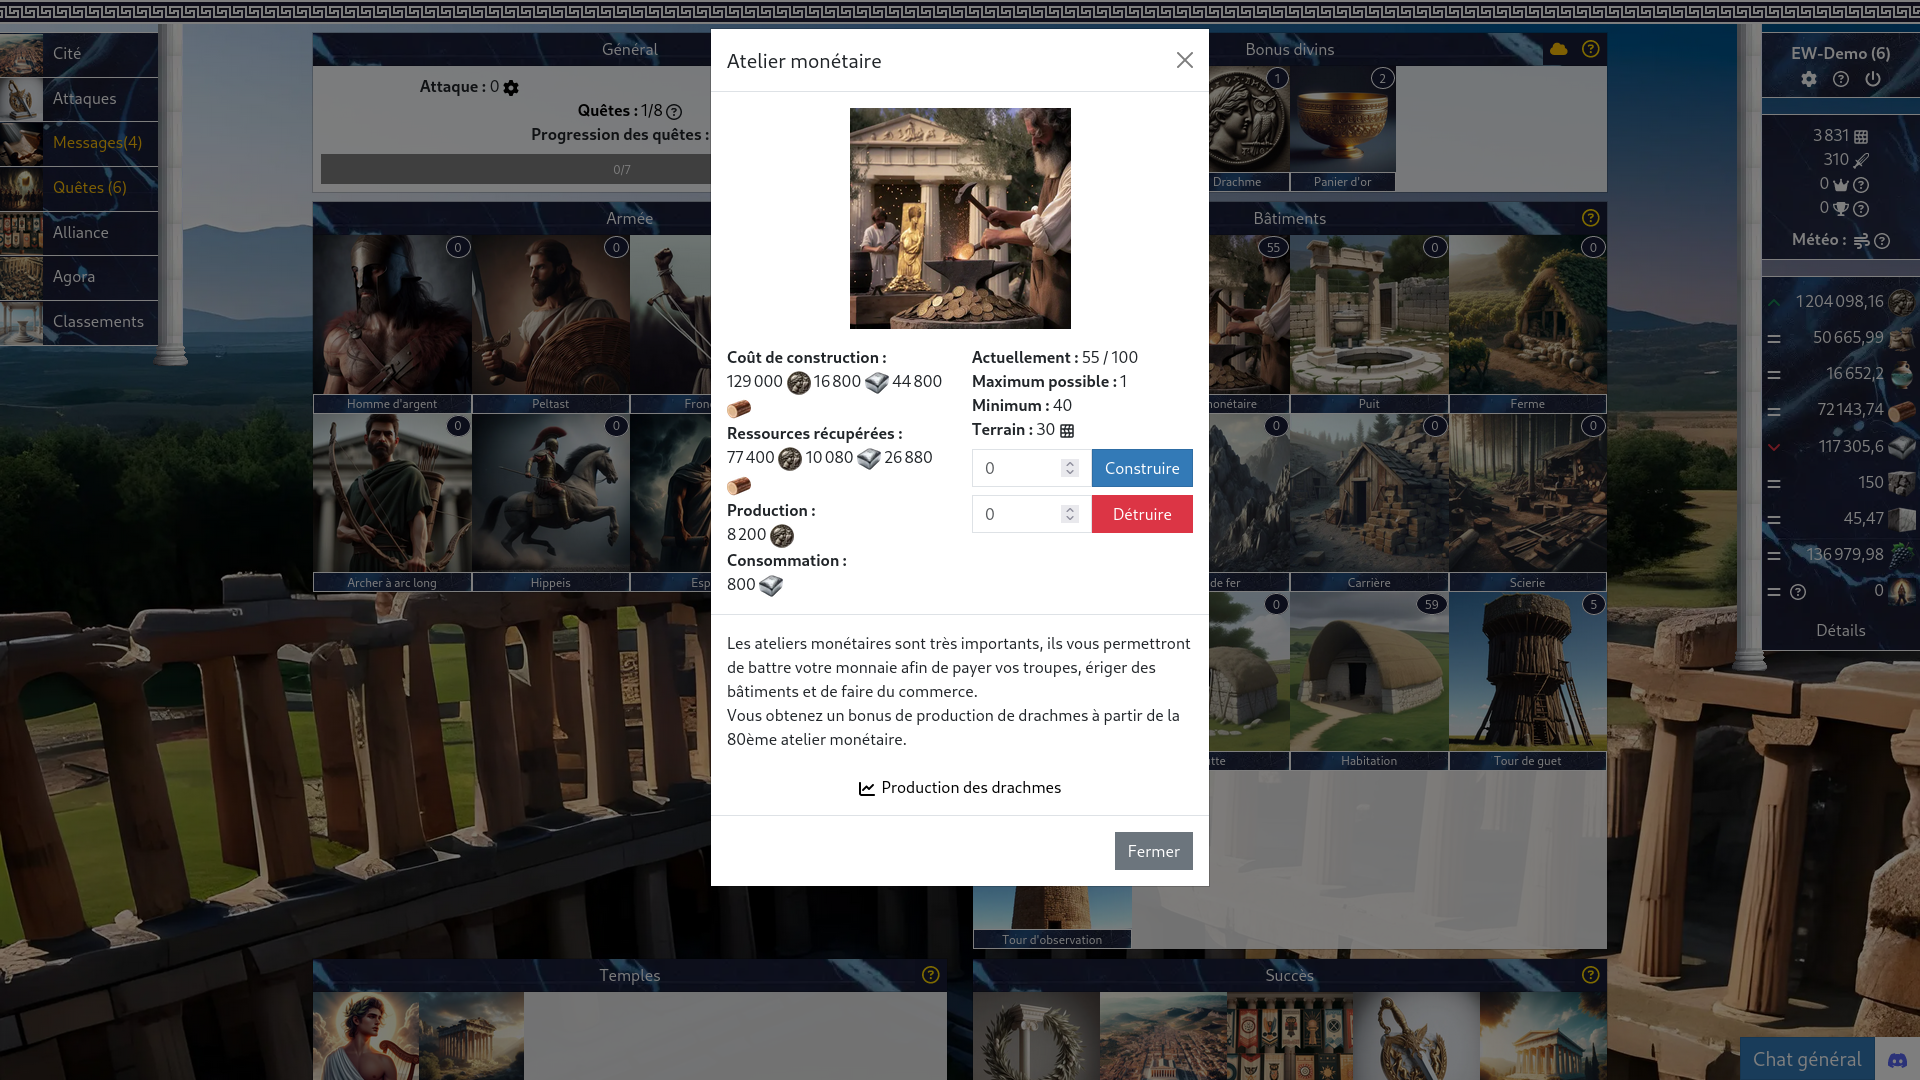 Cité
Attaques
Messages(4)
Quêtes (6)
Alliance
Agora
Classements
Général
Attaque : 0
Quêtes : 1/8
Progression des quêtes :
0/7
Armée
0
0
Homme d'argent
Peltast
Fron
0
0
Archer à arc long
Hippeis
Esp
Temples
Atelier monétaire
Coût de construction :
129 000 16 800 44 800
Ressources récupérées :
77 400 10 080 26 880
Production :
8 200
Consommation :
800
Actuellement : 55 / 100
Maximum possible : 1
Minimum : 40
Terrain : 30
0 Construire
0 Détruire
Les ateliers monétaires sont très importants, ils vous permettront
de battre votre monnaie afin de payer vos troupes, ériger des
bâtiments et de faire du commerce.
Vous obtenez un bonus de production de drachmes à partir de la
80ème atelier monétaire.
Production des drachmes
Fermer
Bonus divins
1
2
Drachme
Panier d'or
Bâtiments
55
0
0
onétaire
Puit
Ferme
0
0
0
de fer
Carrière
Scierie
0
59
5
tte
Habitation
Tour de guet
Tour d'observation
Succès
EW-Demo (6)
3 831
310
0
0
Météo :
1 204 098,16
50 665,99
16 652,2
72 143,74
117 305,6
150
45,47
136 979,98
0
Détails
Chat général